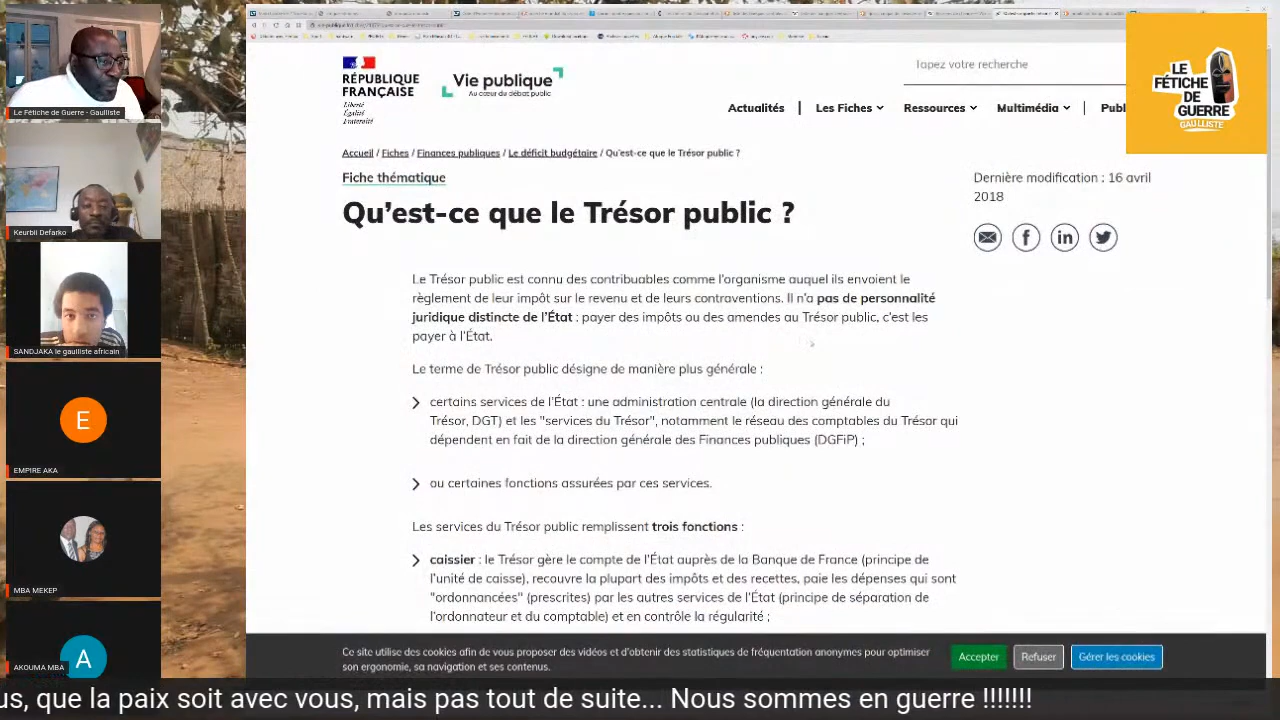 RÉPUBLIQUE
FRANÇAISE
Liberté
Égalité
Fraternité
Vie publique
Au cœur du débat public
Tapez votre recherche
Actualités
Les Fiches
Ressources
Multimédia
Publ
LE
FÉTICHE
DE
GUERRE
GAULLISTE
Accueil / Fiches / Finances publiques / Le déficit budgétaire / Qu'est-ce que le Trésor public ?
Fiche thématique
Dernière modification : 16 avril
2018
Qu'est-ce que le Trésor public ?
Le Trésor public est connu des contribuables comme l'organisme auquel ils envoient le
règlement de leur impôt sur le revenu et de leurs contraventions. Il n'a pas de personnalité
juridique distincte de l'État : payer des impôts ou des amendes au Trésor public, c'est les
payer à l'État.
Le terme de Trésor public désigne de manière plus générale :
certains services de l'État : une administration centrale (la direction générale du
Trésor, DGT) et les "services du Trésor", notamment le réseau des comptables du Trésor qui
dépendent en fait de la direction générale des Finances publiques (DGFiP) ;
ou certaines fonctions assurées par ces services.
Les services du Trésor public remplissent trois fonctions :
caissier : le Trésor gère le compte de l'État auprès de la Banque de France (principe de
l'unité de caisse), recouvre la plupart des impôts et des recettes, paie les dépenses qui sont
"ordonnancées" (prescrites) par les autres services de l'État (principe de séparation de
l'ordonnateur et du comptable) et en contrôle la régularité ;
Ce site utilise des cookies afin de vous proposer des vidéos et d'obtenir des statistiques de fréquentation anonymes pour optimiser
son ergonomie, sa navigation et ses contenus.
Accepter
Refuser
Gérer les cookies
Le Fétiche de Guerre - Gaulliste
Keurbii Defarko
SANDJAKA le gaulliste africain
E
EMPIRE AKA
MBA MEKEP
A
AKOUMA MBA
us, que la paix soit avec vous, mais pas tout de suite... Nous sommes en guerre !!!!!!!